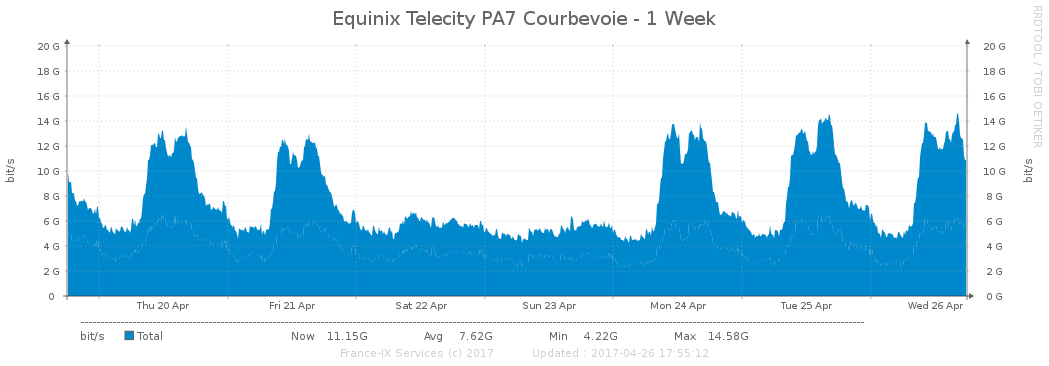 Equinix Telecity PA7 Courbevoie - 1 Week
RRDTOOL / TOBI OETIKER
bit/s
20 G 20 G
18 G 18 G
16 G 16 G
14 G 14 G
12 G 12 G
10 G 10 G
8 G 8 G
6 G 6 G
4 G 4 G
2 G 2 G
0 0 G
bit/s
Thu 20 Apr Fri 21 Apr Sat 22 Apr Sun 23 Apr Mon 24 Apr Tue 25 Apr Wed 26 Apr
bit/s Total Now 11.15G Avg 7.62G Min 4.22G Max 14.58G
France-IX Services (c) 2017 Updated : 2017-04-26 17:55:12